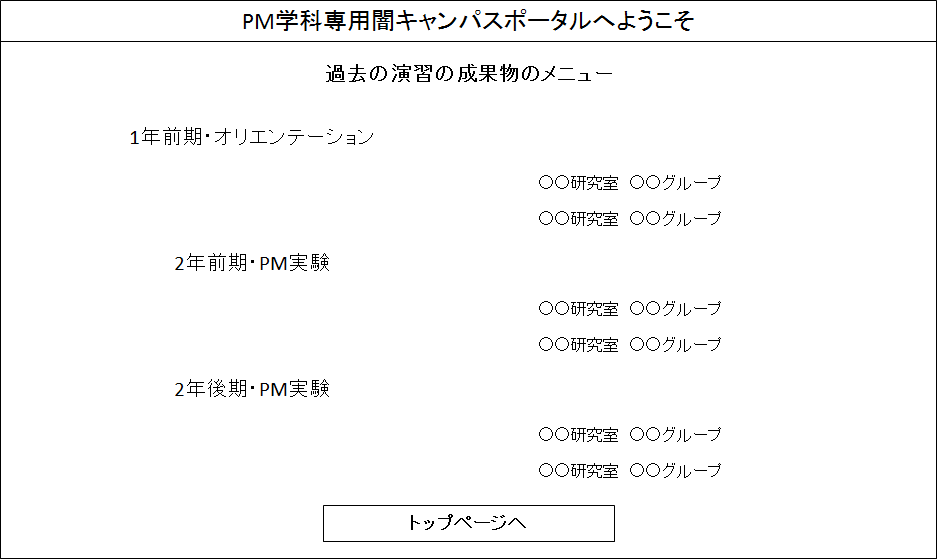 PM学科専用闇キャンパスポータルへようこそ
過去の演習の成果物のメニュー
1年前期・オリエンテーション
〇〇研究室 〇〇グループ
〇〇研究室 〇〇グループ
2年前期・PM実験
〇〇研究室 〇〇グループ
〇〇研究室 〇〇グループ
2年後期・PM実験
〇〇研究室 〇〇グループ
〇〇研究室 〇〇グループ
トップページへ